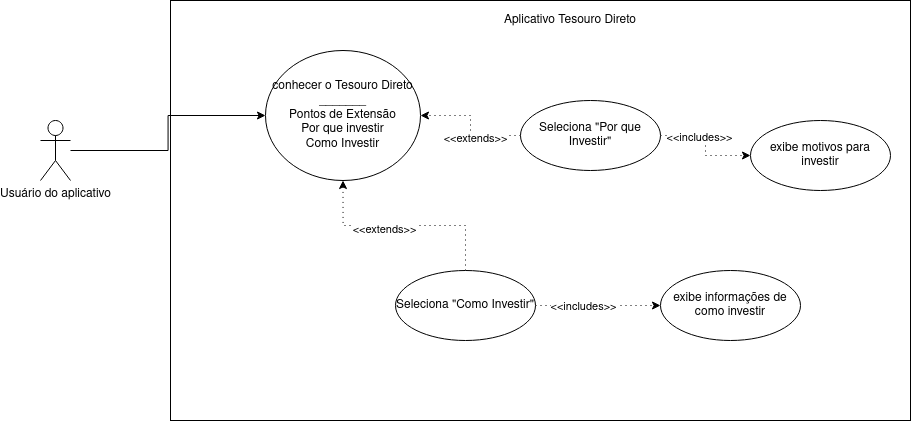 Aplicativo Tesouro Direto
conhecer o Tesouro Direto
________
Pontos de Extensão
Por que investir
Como Investir
<<extends>>
Seleciona "Por que
Investir"
<<includes>>
exibe motivos para
investir
Usuário do aplicativo
<<extends>>
Seleciona "Como Investir"
<<includes>>
exibe informações de
como investir